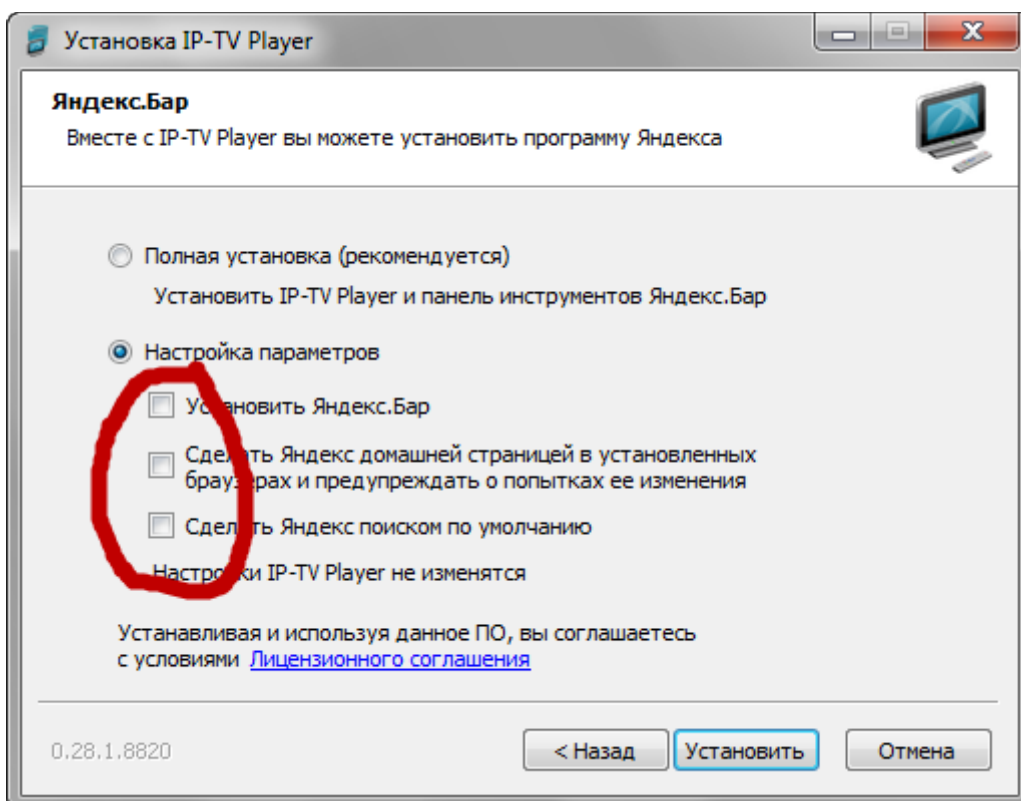 Установка IP-TV Player
Яндекс.Бар
Вместе с IP-TV Player вы можете установить программу Яндекса
Полная установка (рекомендуется)
Установить IP-TV Player и панель инструментов Яндекс.Бар
Настройка параметров
Установить Яндекс.Бар
Сделать Яндекс домашней страницей в установленных
браузерах и предупреждать о попытках ее изменения
Сделать Яндекс поиском по умолчанию
Настройки IP-TV Player не изменятся
Устанавливая и используя данное ПО, вы соглашаетесь
с условиями Лицензионного соглашения
0.28.1.8820
< Назад
Установить
Отмена